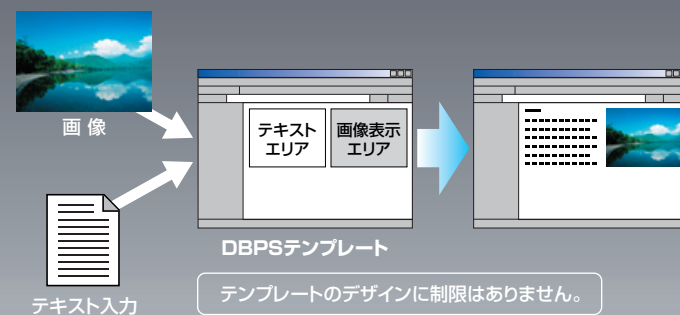 画像
テキスト
エリア
画像表示
エリア
DBPSテンプレート
テキスト入力
テンプレートのデザインに制限はありません。